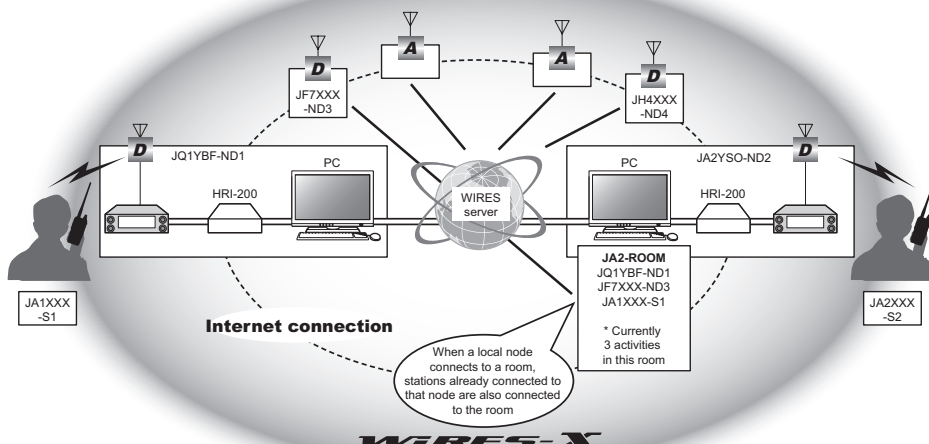 A
A
D
D
JF7XXX
-ND3
JH4XXX
-ND4
D
JQ1YBF-ND1
PC
HRI-200
WIRES
server
PC
JA2YSO-ND2
D
HRI-200
JA1XXX
-S1
JA2XXX
-S2
JA2-ROOM
JQ1YBF-ND1
JF7XXX-ND3
JA1XXX-S1
* Currently
3 activities
in this room
Internet connection
When a local node
connects to a room,
stations already connected to
that node are also connected
to the room
WIRES-X